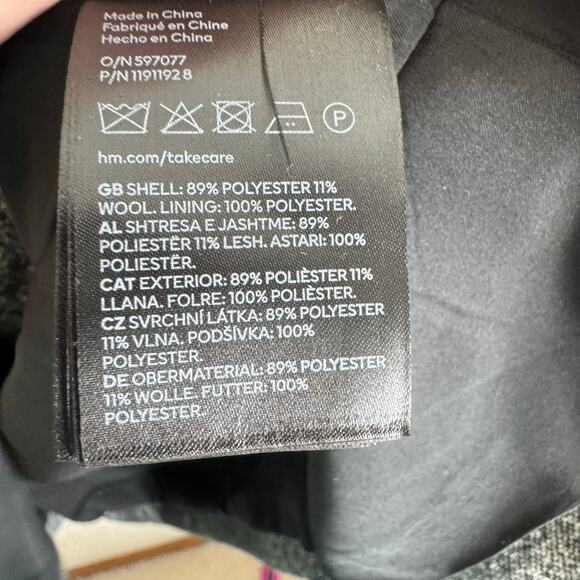 Made in China
Fabriqué en Chine
Hecho en China
O/N 597077
P/N 1191192 8
P
hm.com/takecare
GB SHELL: 89% POLYESTER 11%
WOOL. LINING: 100% POLYESTER.
AL SHTRESA E JASHTME: 89%
POLIESTËR 11% LESH. ASTARI: 100%
POLIESTËR.
CAT EXTERIOR: 89% POLIÈSTER 11%
LLANA. FOLRE: 100% POLIÈSTER.
CZ SVRCHNÍ LÁTKA: 89% POLYESTER
11% VLNA. PODŠÍVKA: 100%
POLYESTER.
DE OBERMATERIAL: 89% POLYESTER
11% WOLLE. FUTTER: 100%
POLYESTER.